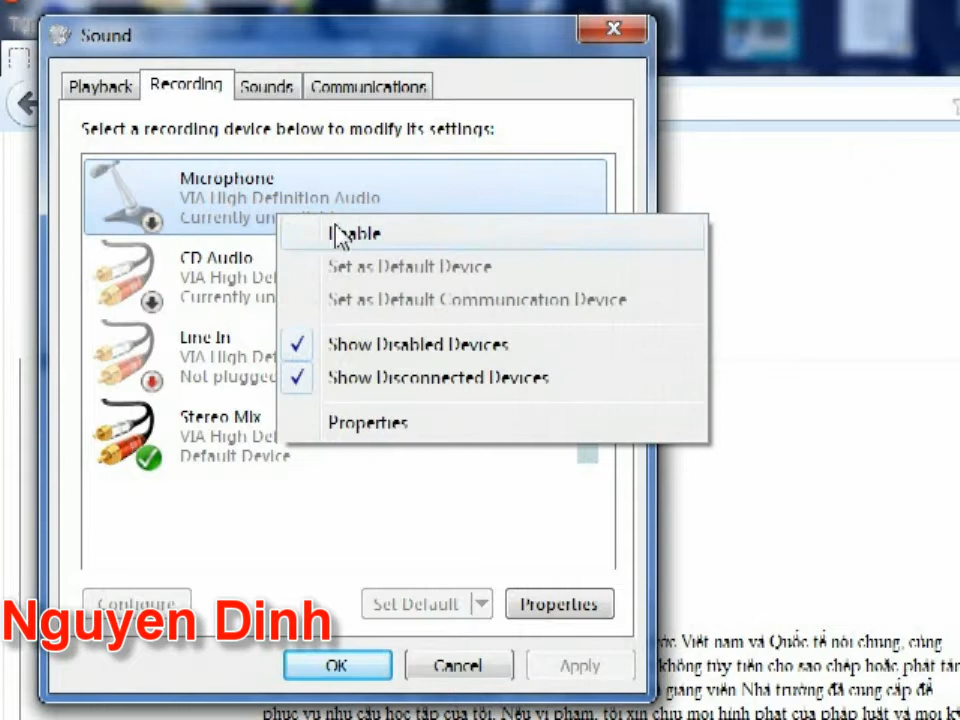 Sound
Playback
Recording
Sounds
Communications
Select a recording device below to modify its settings:
Microphone
VIA High Definition Audio
Currently
Enable
Set as Default Device
Set as Default Communication Device
Show Disabled Devices
Show Disconnected Devices
Properties
CD Audio
VIA High
Currently
Line In
VIA High
Not plugged
Stereo Mix
VIA High
Default Device
Configure
Set Default
Properties
Nguyen Dinh
OK
Cancel
Apply
Việt nam và Quốc tế nói chung, cũng
không tùy tiện cho sao chép hoặc phát tán
giảng viên Nhà trường đã cung cấp để
phục vụ nhu cầu học tập của tôi. Nếu vi phạm, tôi xin chịu mọi hình phạt của pháp luật và mọi